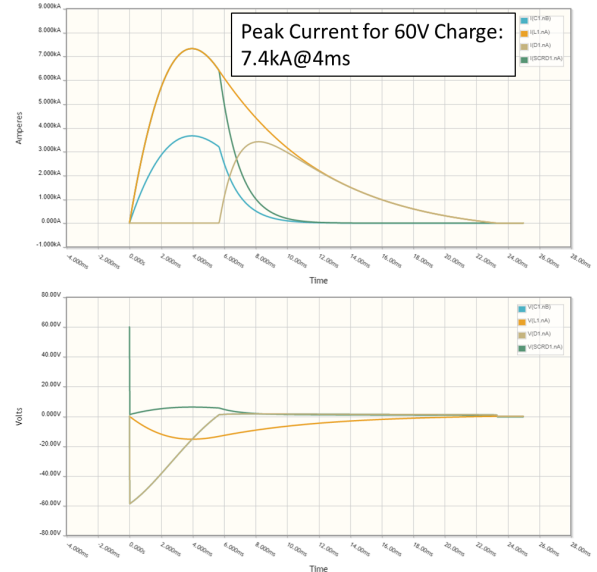 9.000kA
Peak Current for 60V Charge:
7.4kA@4ms
I(C1.nB)
I(L1.nA)
I(D1.nA)
I(SCRD1.nA)
8.000kA
7.000kA
6.000kA
5.000kA
4.000kA
3.000kA
2.000kA
1.000kA
0.000A
-1.000kA
Amperes
-4.000ms
-2.000ms
0.000s
2.000ms
4.000ms
6.000ms
8.000ms
10.00ms
12.00ms
14.00ms
16.00ms
18.00ms
20.00ms
22.00ms
24.00ms
26.00ms
28.00ms
Time
80.00V
V(C1.nB)
V(L1.nA)
V(D1.nA)
V(SCRD1.nA)
60.00V
40.00V
20.00V
0.000V
-20.00V
-40.00V
-60.00V
-80.00V
Volts
-4.000ms
-2.000ms
0.000s
2.000ms
4.000ms
6.000ms
8.000ms
10.00ms
12.00ms
14.00ms
16.00ms
18.00ms
20.00ms
22.00ms
24.00ms
26.00ms
28.00ms
Time